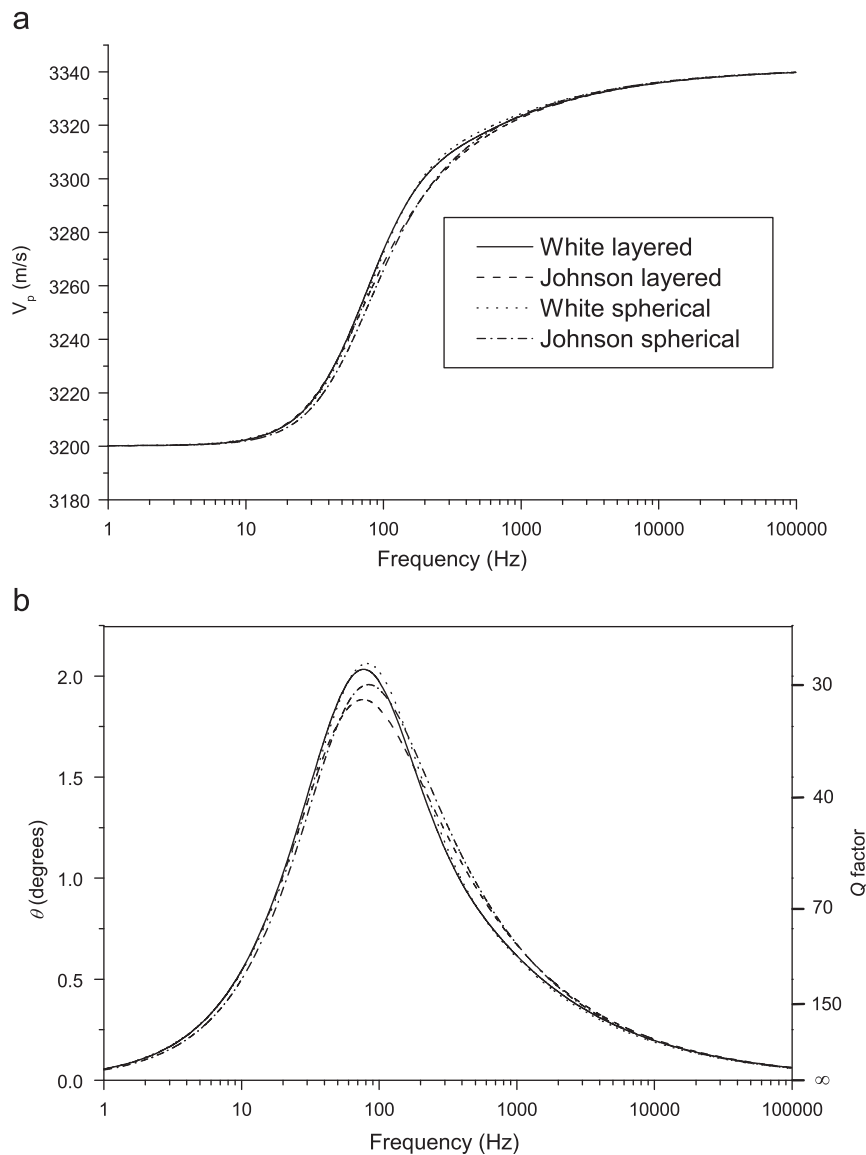 a
3340
3320
3300
3280
3260
3240
3220
3200
3180
V_p (m/s)
1 10 100 1000 10000 100000
Frequency (Hz)
White layered
Johnson layered
White spherical
Johnson spherical
b
2.0
1.5
1.0
0.5
0.0
θ (degrees)
30
40
70
150
∞
Q factor
1 10 100 1000 10000 100000
Frequency (Hz)